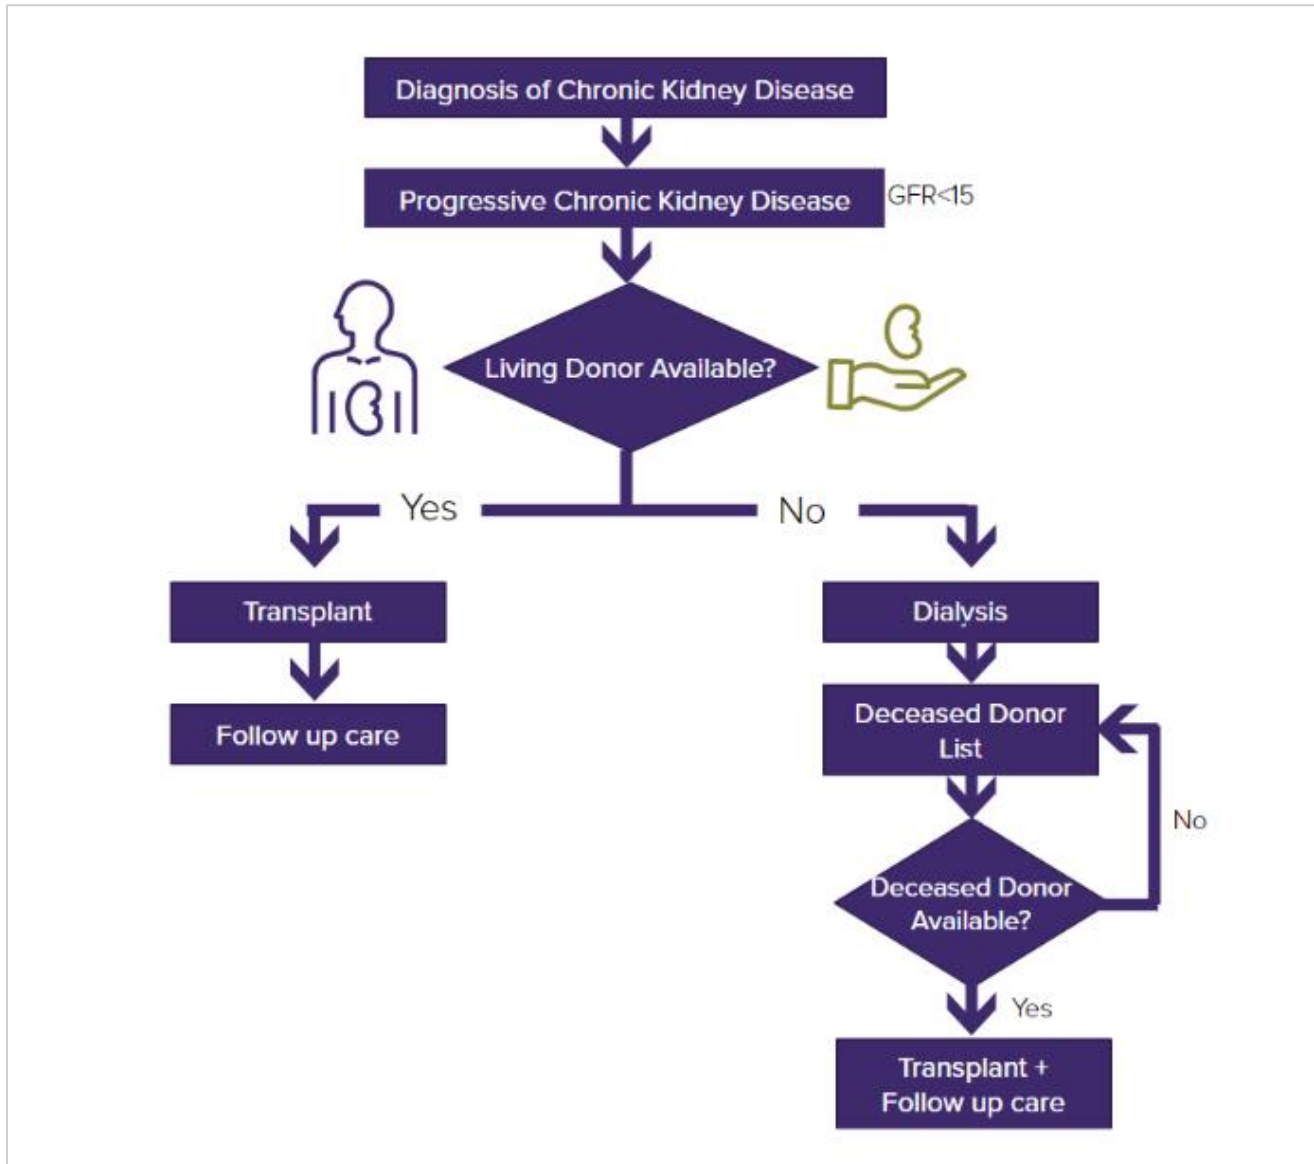 Diagnosis of Chronic Kidney Disease
Progressive Chronic Kidney Disease
GFR<15
Living Donor Available?
Yes
No
Transplant
Follow up care
Dialysis
Deceased Donor
List
No
Deceased Donor
Available?
Yes
Transplant +
Follow up care